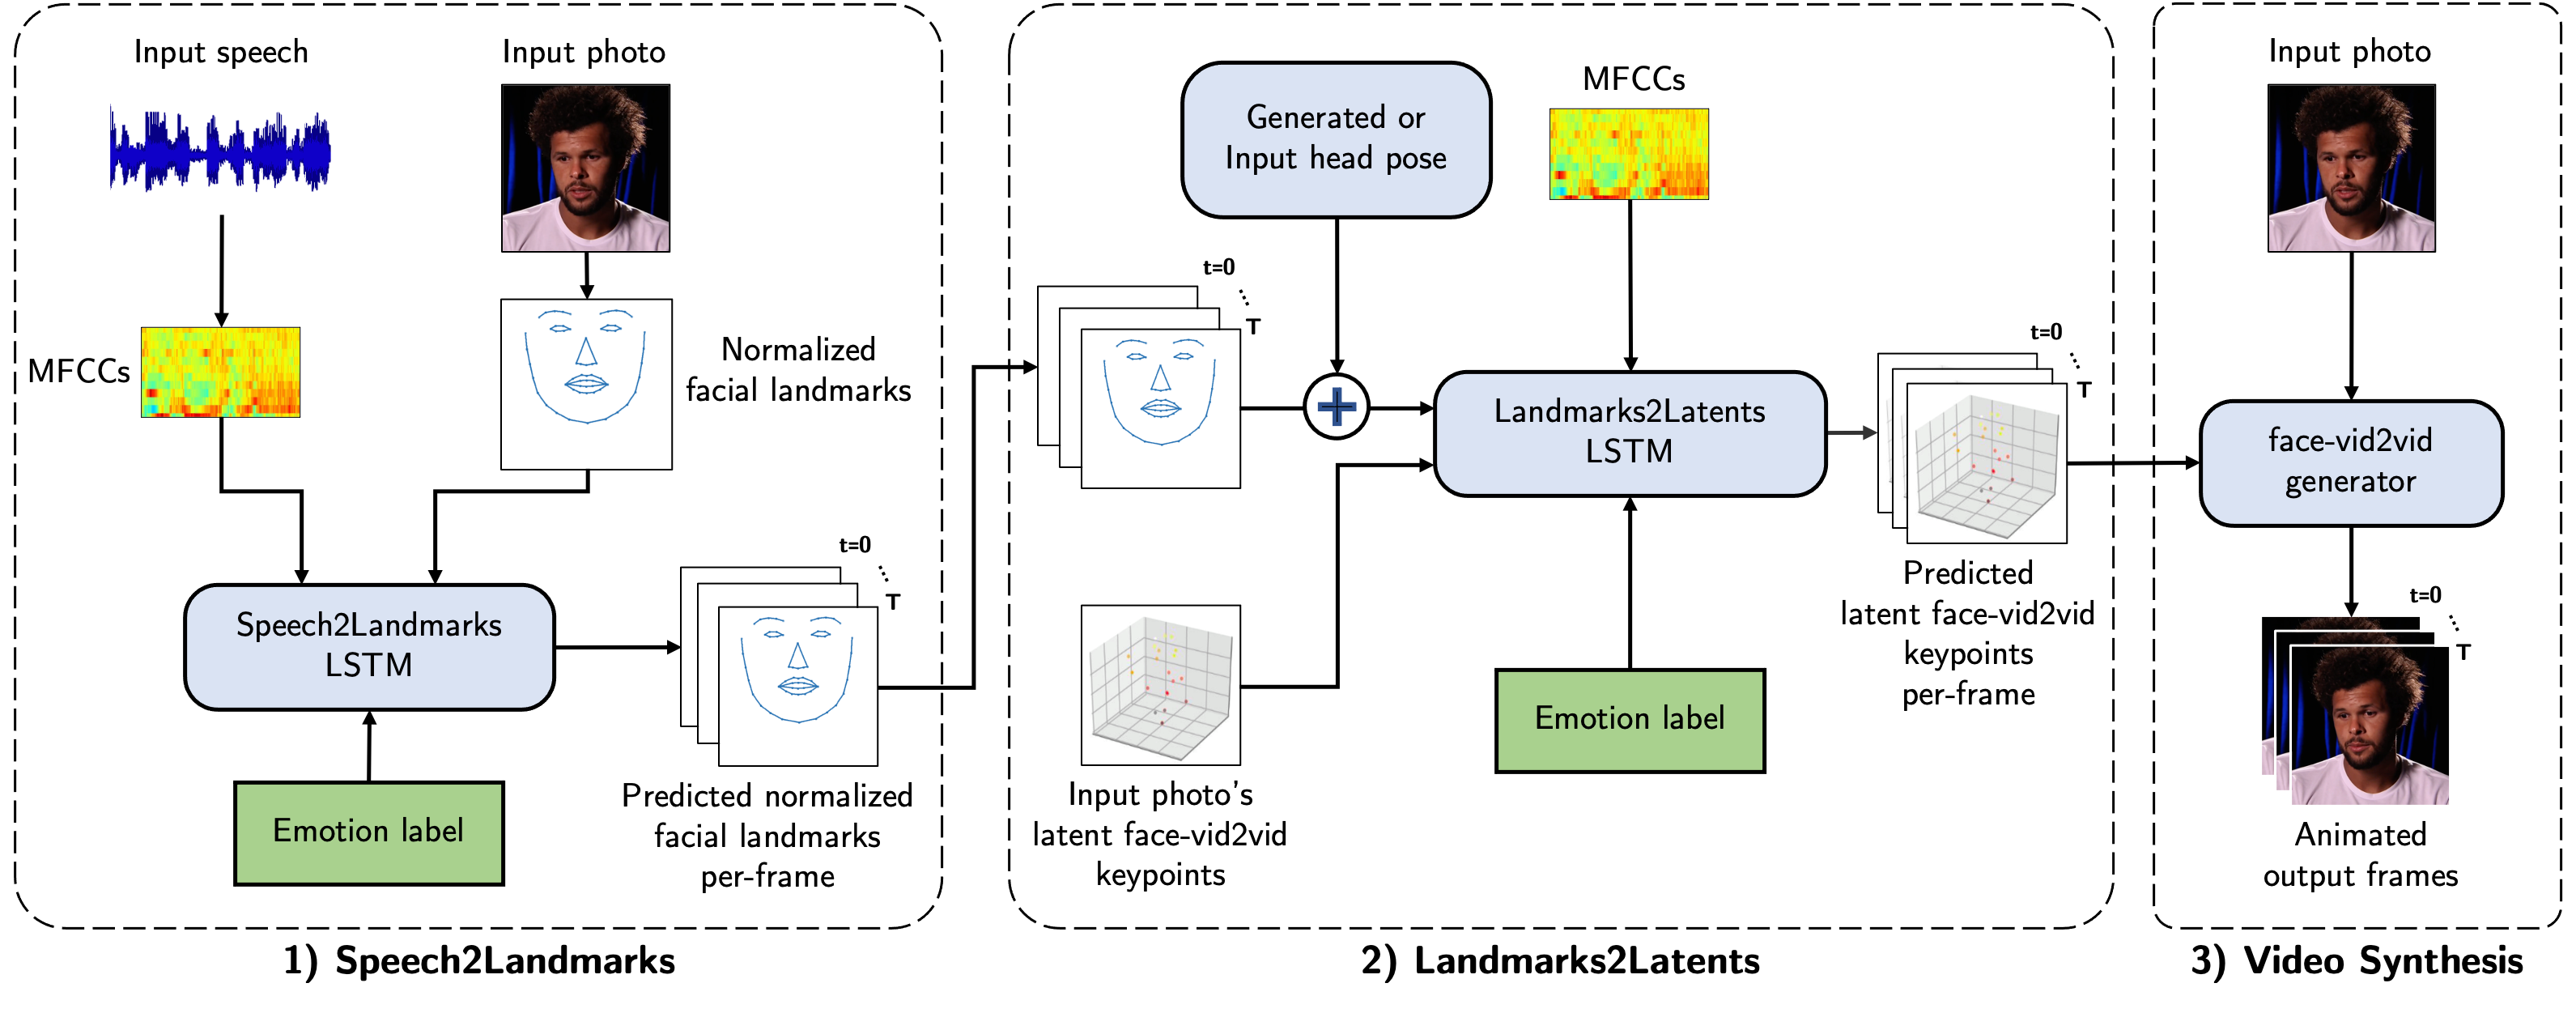 Input speech
Input photo
MFCCs
Normalized
facial landmarks
Speech2Landmarks
LSTM
t=0
T
Emotion label
Predicted normalized
facial landmarks
per-frame
1) Speech2Landmarks
Generated or
Input head pose
MFCCs
t=0
T
Landmarks2Latents
LSTM
t=0
T
Input photo's
latent face-vid2vid
keypoints
Emotion label
Predicted
latent face-vid2vid
keypoints
per-frame
2) Landmarks2Latents
Input photo
face-vid2vid
generator
t=0
T
Animated
output frames
3) Video Synthesis